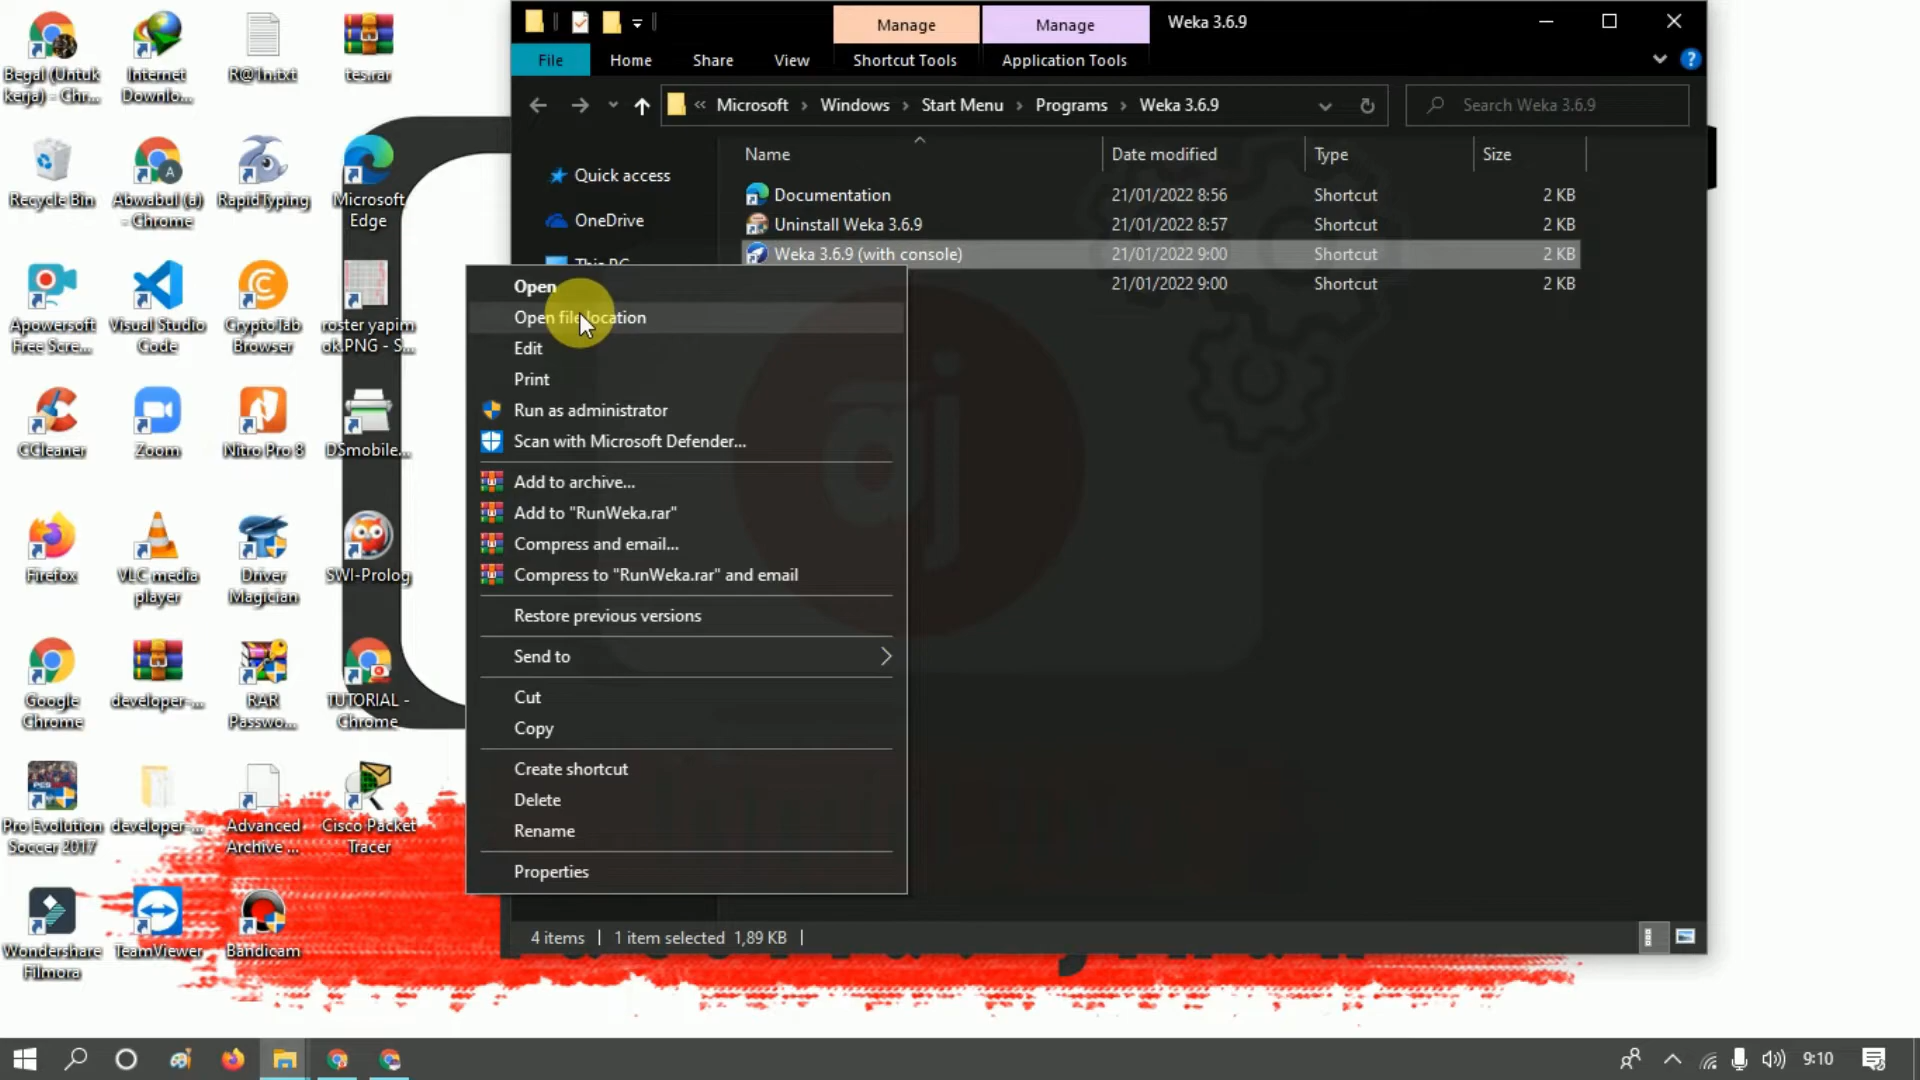 Begal (Untuk
kerja) - Chr...
Internet
Downlo...
R@1n.txt
tes.rar
Recycle Bin
Abwabul (a)
- Chrome
RapidTyping
Microsoft
Edge
Apowersoft
Free Scre...
Visual Studio
Code
CryptoTab
Browser
roster yapim
ok.PNG - S...
CCleaner
Zoom
Nitro Pro 8
DSmobile...
Firefox
VLC media
player
Driver
Magician
SWI-Prolog
Google
Chrome
developer-...
RAR
Passwo...
TUTORIAL -
Chrome
Pro Evolution
Soccer 2017
developer-...
Advanced
Archive ...
Cisco Packet
Tracer
Wondershare
Filmora
TeamViewer
Bandicam
Manage
Manage
Weka 3.6.9
File
Home
Share
View
Shortcut Tools
Application Tools
« Microsoft › Windows › Start Menu › Programs › Weka 3.6.9
Search Weka 3.6.9
Name
Date modified
Type
Size
Quick access
OneDrive
This PC
Documentation 21/01/2022 8:56 Shortcut 2 KB
Uninstall Weka 3.6.9 21/01/2022 8:57 Shortcut 2 KB
Weka 3.6.9 (with console) 21/01/2022 9:00 Shortcut 2 KB
21/01/2022 9:00 Shortcut 2 KB
Open
Open file location
Edit
Print
Run as administrator
Scan with Microsoft Defender...
Add to archive...
Add to "RunWeka.rar"
Compress and email...
Compress to "RunWeka.rar" and email
Restore previous versions
Send to
Cut
Copy
Create shortcut
Delete
Rename
Properties
4 items
1 item selected 1,89 KB
9:10